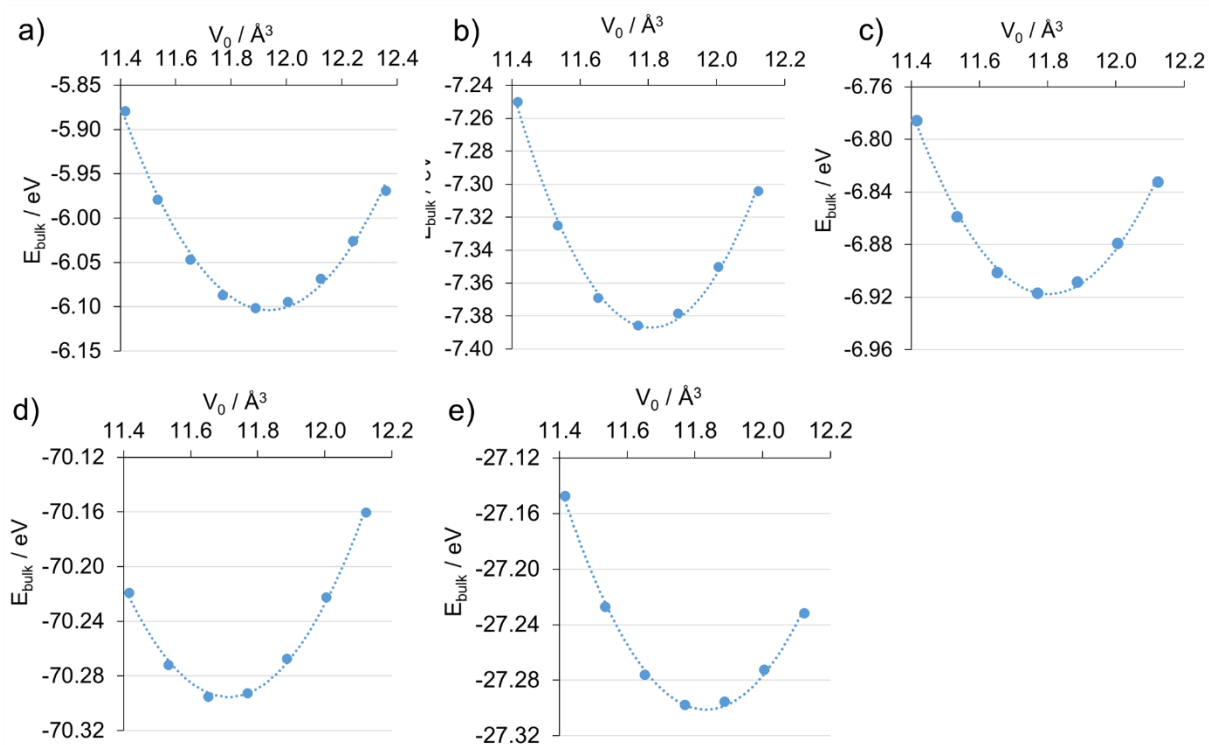 a)
V₀ / Å³
11.4 11.6 11.8 12.0 12.2 12.4
-5.85
-5.90
-5.95
-6.00
-6.05
-6.10
-6.15
E_bulk / eV
b)
V₀ / Å³
11.4 11.6 11.8 12.0 12.2
-7.24
-7.26
-7.28
-7.30
-7.32
-7.34
-7.36
-7.38
-7.40
E_bulk / eV
c)
V₀ / Å³
11.4 11.6 11.8 12.0 12.2
-6.76
-6.80
-6.84
-6.88
-6.92
-6.96
E_bulk / eV
d)
V₀ / Å³
11.4 11.6 11.8 12.0 12.2
-70.12
-70.16
-70.20
-70.24
-70.28
-70.32
E_bulk / eV
e)
V₀ / Å³
11.4 11.6 11.8 12.0 12.2
-27.12
-27.16
-27.20
-27.24
-27.28
-27.32
E_bulk / eV